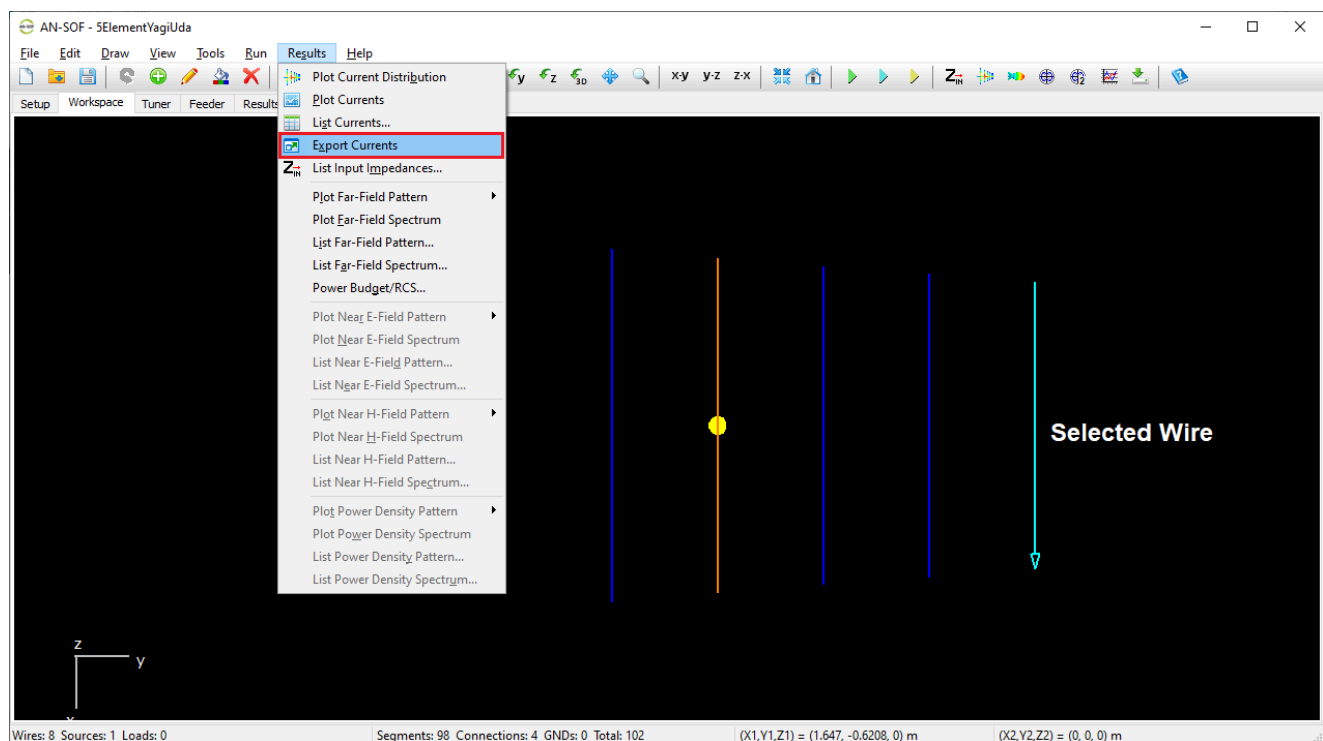 AN-SOF - 5ElementYagiUda
File Edit Draw View Tools Run Results Help
y z 3D x-y y-z z-x ZIN 2
Setup Workspace Tuner Feeder Results
Plot Current Distribution
Plot Currents
List Currents...
Export Currents
ZIN List Input Impedances...
Plot Far-Field Pattern
Plot Far-Field Spectrum
List Far-Field Pattern...
List Far-Field Spectrum...
Power Budget/RCS...
Plot Near E-Field Pattern
Plot Near E-Field Spectrum
List Near E-Field Pattern...
List Near E-Field Spectrum...
Plot Near H-Field Pattern
Plot Near H-Field Spectrum
List Near H-Field Pattern...
List Near H-Field Spectrum...
Plot Power Density Pattern
Plot Power Density Spectrum
List Power Density Pattern...
List Power Density Spectrum...
Selected Wire
z
y
x
Wires: 8 Sources: 1 Loads: 0 Segments: 98 Connections: 4 GNDs: 0 Total: 102 (X1,Y1,Z1) = (1.647, -0.6208, 0) m (X2,Y2,Z2) = (0, 0, 0) m